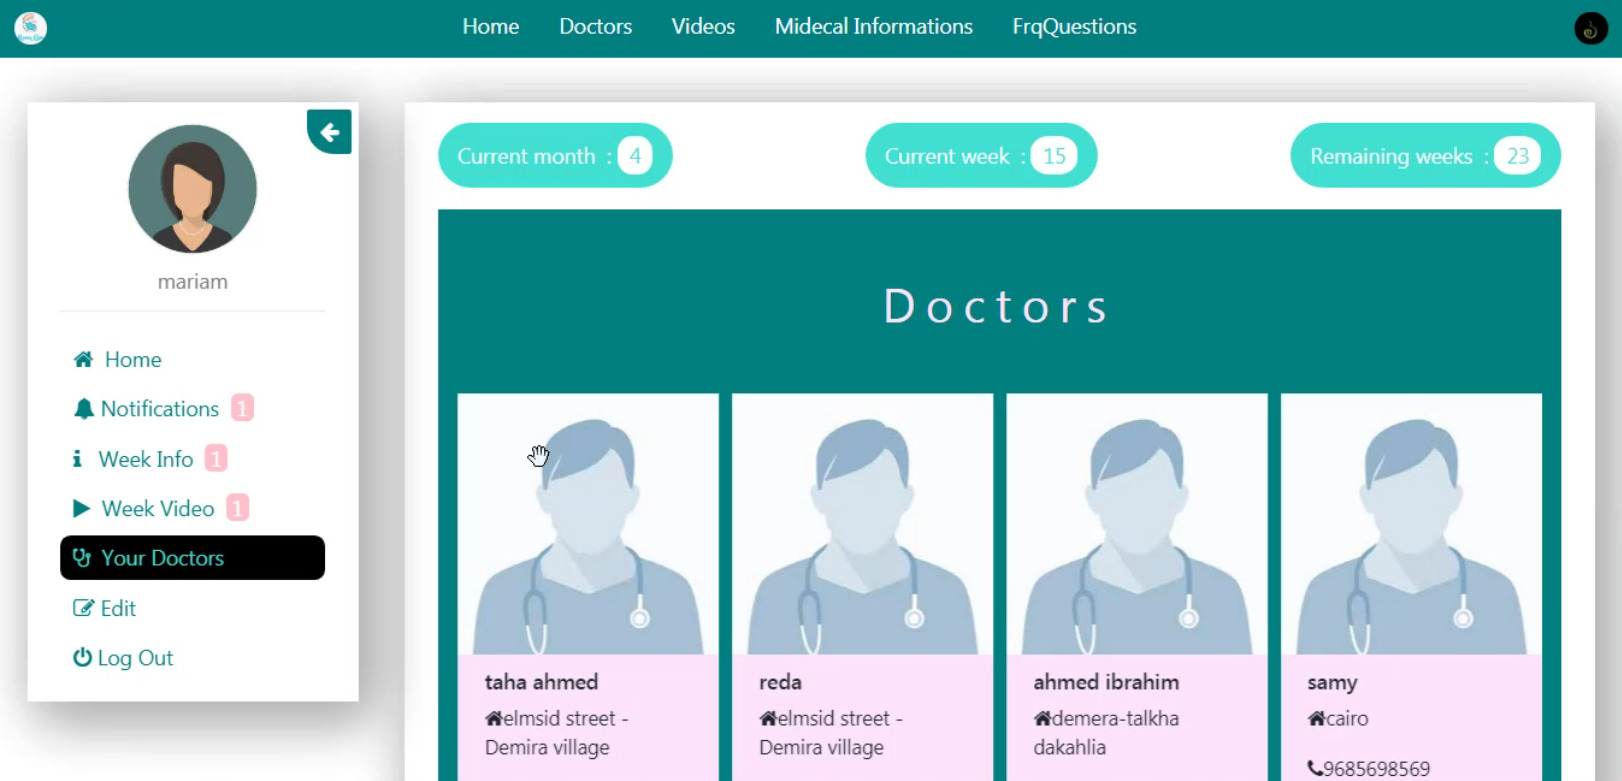 Home Doctors Videos Midecal Informations FrqQuestions
mariam
Home
Notifications 1
Week Info 1
Week Video 1
Your Doctors
Edit
Log Out
Current month : 4
Current week : 15
Remaining weeks : 23
Doctors
taha ahmed
elmsid street -
Demira village
reda
elmsid street -
Demira village
ahmed ibrahim
demera-talkha
dakahlia
samy
cairo
9685698569